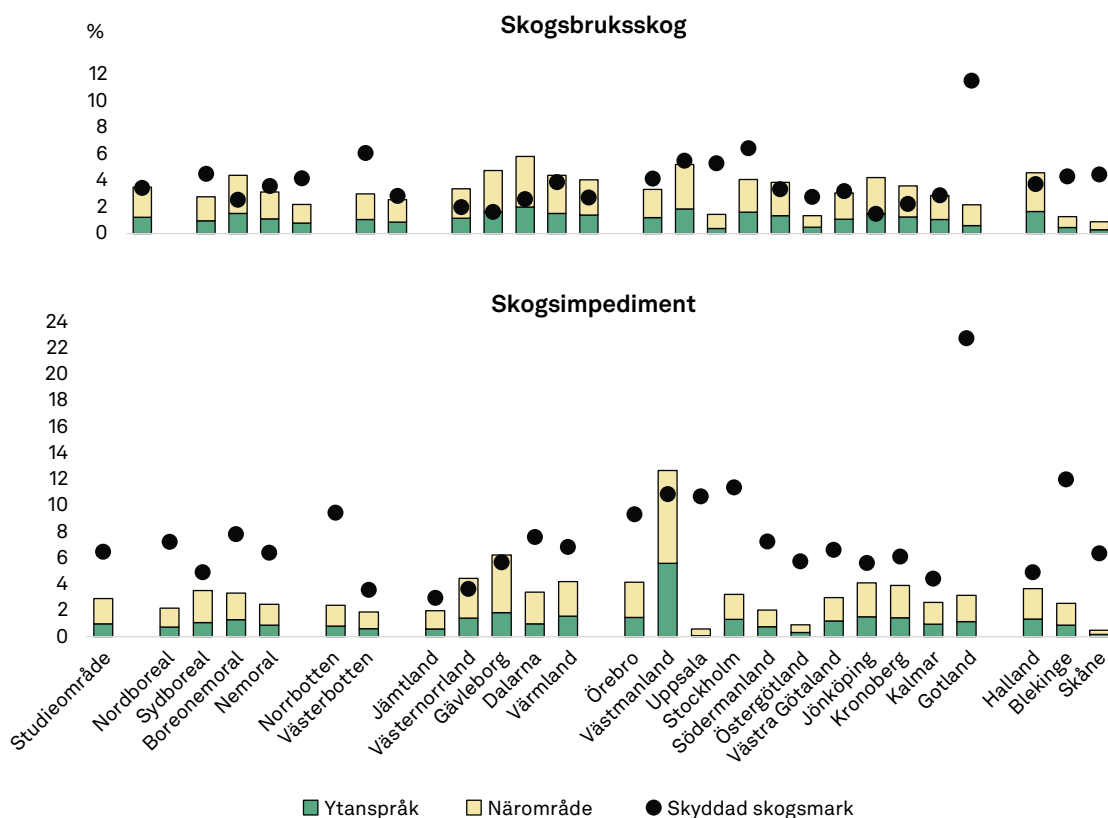 Skogsbruksskog
%
12
10
8
6
4
2
0
Skogsimpediment
24
22
20
18
16
14
12
10
8
6
4
2
0
Studieområde
Nordboreal
Sydboreal
Boreonemoral
Nemoral
Norrbotten
Västerbotten
Jämtland
Västernorrland
Gävleborg
Dalarna
Värmland
Örebro
Västmanland
Uppsala
Stockholm
Södermanland
Östergötland
Västra Götaland
Jönköping
Kronoberg
Kalmar
Gotland
Halland
Blekinge
Skåne
Ytanspråk Närområde Skyddad skogsmark